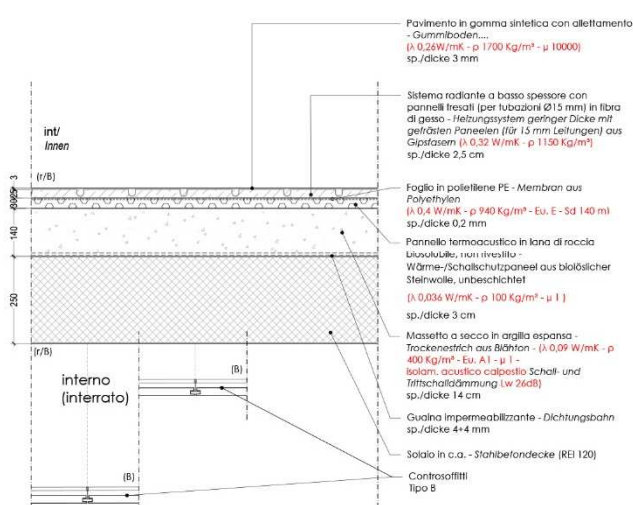 Pavimento in gomma sintetica con allettamento
- Gummiboden....
(λ 0,26W/mK - ρ 1700 Kg/m³ - μ 10000)
sp./dicke 3 mm
Sistema radiante a basso spessore con
pannelli fresati (per tubazioni Ø15 mm) in fibra
di gesso - Heizungssystem geringer Dicke mit
gefrästen Paneelen (für 15 mm Leitungen) aus
Gipsfasern (λ 0,32 W/mK - ρ 1150 Kg/m³)
sp./dicke 2,5 cm
Foglio in polietilene PE - Membran aus
Polyethylen
(λ 0,4 W/mK - ρ 940 Kg/m³ - Eu. E - Sd 140 m)
sp./dicke 0,2 mm
Pannello termoacustico in lana di roccia
biosolubile, non rivestito -
Wärme-/Schallschutzpaneel aus biolöslicher
Steinwolle, unbeschichtet
(λ 0,036 W/mK - ρ 100 Kg/m³ - μ 1 )
sp./dicke 3 cm
Massetto a secco in argilla espansa -
Trockenestrich aus Blähton - (λ 0,09 W/mK - ρ
400 Kg/m³ - Eu. A1 - μ 1 -
isolam. acustico calpestio Schall- und
Trittschalldämmung Lw 26dB)
sp./dicke 14 cm
Guaina impermeabilizzante - Dichtungsbahn
sp./dicke 4+4 mm
Solaio in c.a. - Stahlbetondecke (REI 120)
Controsoffitti
Tipo B
int/
Innen
(r/B)
3
140
250
(r/B)
interno
(interrato)
(B)
(B)